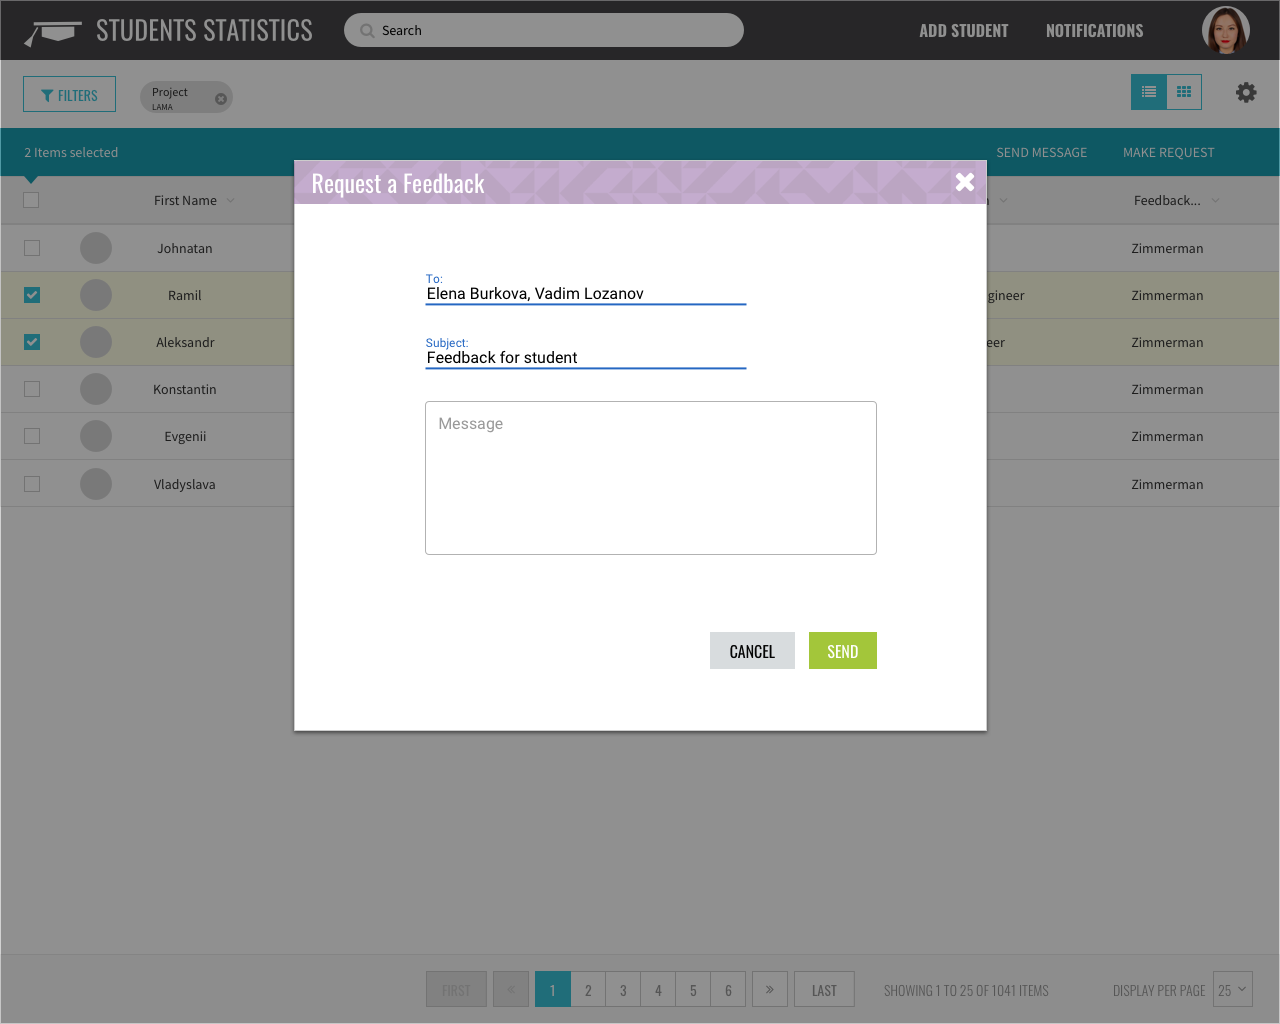 STUDENTS STATISTICS
Search
ADD STUDENT
NOTIFICATIONS
FILTERS
Project
LAMA
2 Items selected
SEND MESSAGE
MAKE REQUEST
First Name
Feedback...
Johnatan
Zimmerman
Ramil
gineer
Zimmerman
Aleksandr
eer
Zimmerman
Konstantin
Zimmerman
Evgenii
Zimmerman
Vladyslava
Zimmerman
Request a Feedback
To:
Elena Burkova, Vadim Lozanov
Subject:
Feedback for student
Message
CANCEL
SEND
FIRST
«
1
2
3
4
5
6
»
LAST
SHOWING 1 TO 25 OF 1041 ITEMS
DISPLAY PER PAGE
25